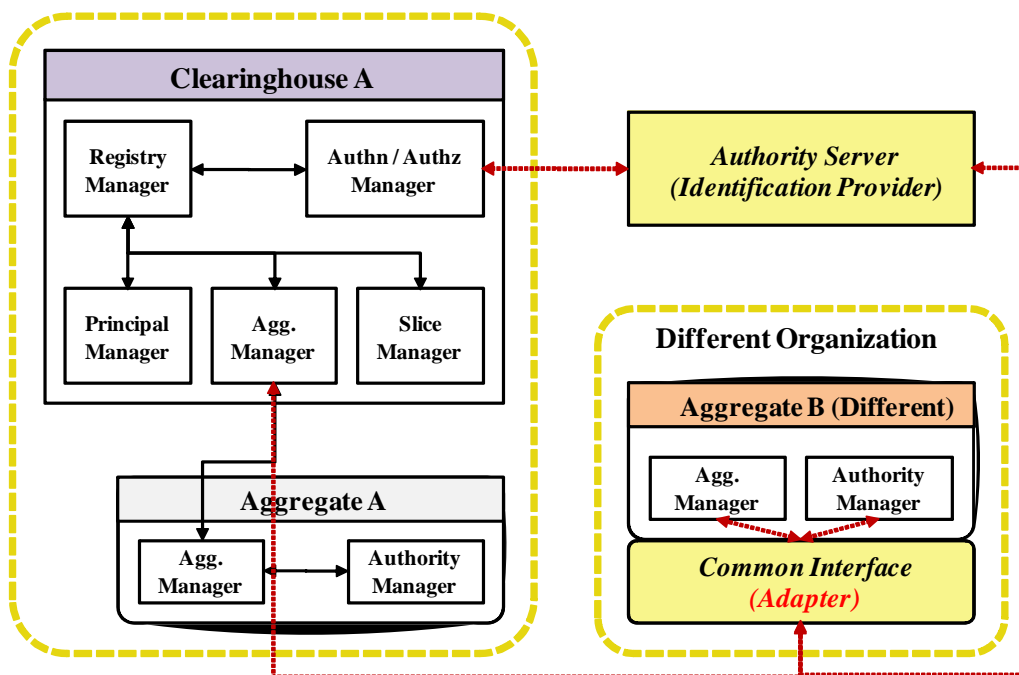 Clearinghouse A
Registry
Manager
Authn / Authz
Manager
Authority Server
(Identification Provider)
Principal
Manager
Agg.
Manager
Slice
Manager
Different Organization
Aggregate B (Different)
Agg.
Manager
Authority
Manager
Aggregate A
Agg.
Manager
Authority
Manager
Common Interface
(Adapter)